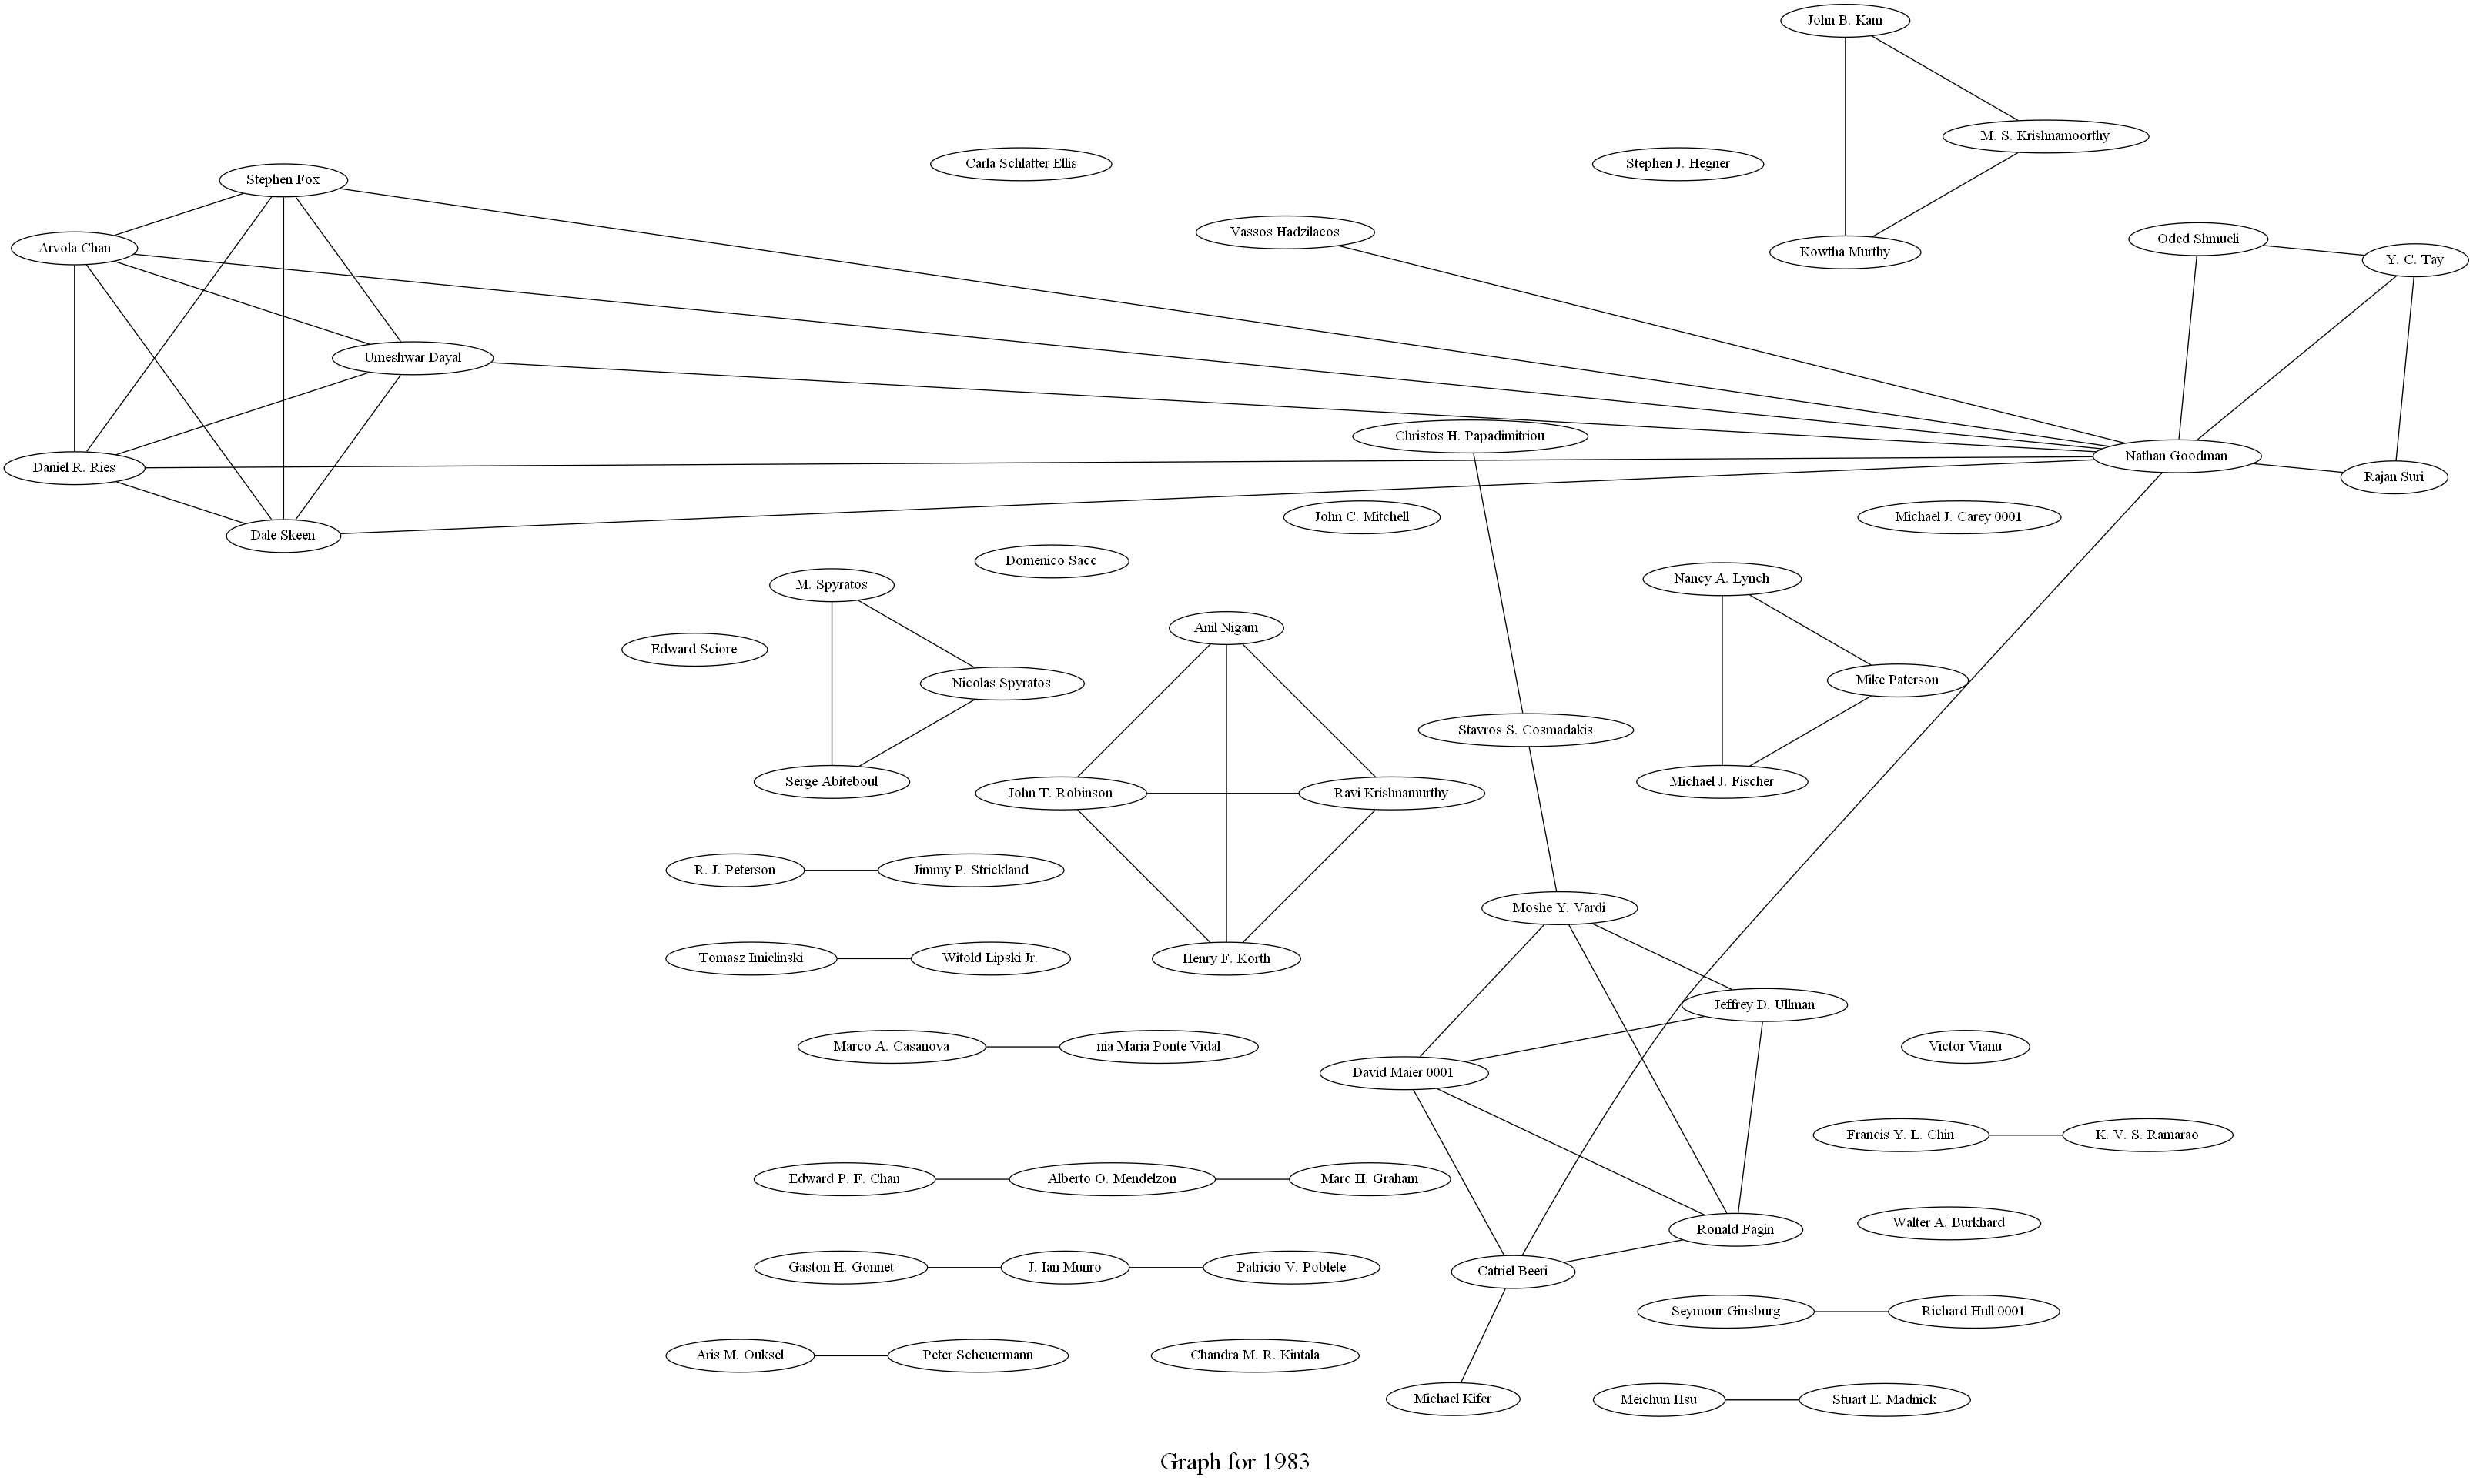 John B. Kam
M. S. Krishnamoorthy
Carla Schlatter Ellis
Stephen J. Hegner
Stephen Fox
Vassos Hadzilacos
Oded Shmueli
Arvola Chan
Kowtha Murthy
Y. C. Tay
Umeshwar Dayal
Christos H. Papadimitriou
Nathan Goodman
Daniel R. Ries
Rajan Suri
John C. Mitchell
Michael J. Carey 0001
Dale Skeen
Domenico Sacc
M. Spyratos
Nancy A. Lynch
Anil Nigam
Edward Sciore
Nicolas Spyratos
Mike Paterson
Stavros S. Cosmadakis
Serge Abiteboul
John T. Robinson
Ravi Krishnamurthy
Michael J. Fischer
R. J. Peterson
Jimmy P. Strickland
Moshe Y. Vardi
Tomasz Imielinski
Witold Lipski Jr.
Henry F. Korth
Jeffrey D. Ullman
Marco A. Casanova
nia Maria Ponte Vidal
Victor Vianu
David Maier 0001
Francis Y. L. Chin
K. V. S. Ramarao
Edward P. F. Chan
Alberto O. Mendelzon
Marc H. Graham
Walter A. Burkhard
Ronald Fagin
Gaston H. Gonnet
J. Ian Munro
Patricio V. Poblete
Catriel Beeri
Seymour Ginsburg
Richard Hull 0001
Aris M. Ouksel
Peter Scheuermann
Chandra M. R. Kintala
Michael Kifer
Meichun Hsu
Stuart E. Madnick
Graph for 1983